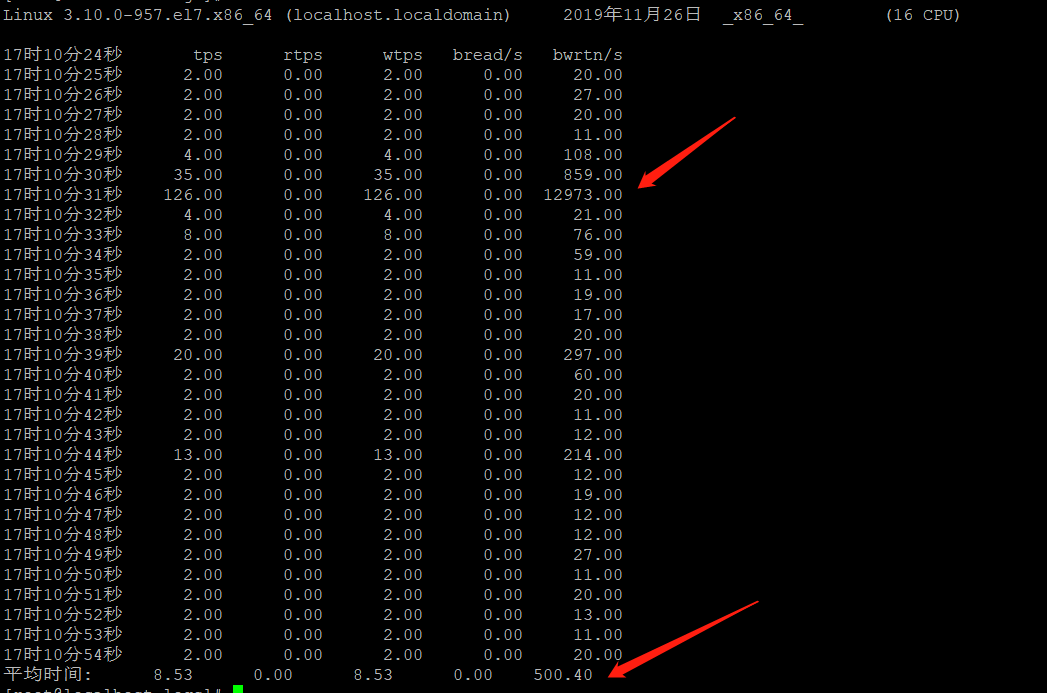 Linux 3.10.0-957.el7.x86_64 (localhost.localdomain) 2019年11月26日 _x86_64_ (16 CPU)
17时10分24秒 tps rtps wtps bread/s bwrtn/s
17时10分25秒 2.00 0.00 2.00 0.00 20.00
17时10分26秒 2.00 0.00 2.00 0.00 27.00
17时10分27秒 2.00 0.00 2.00 0.00 20.00
17时10分28秒 2.00 0.00 2.00 0.00 11.00
17时10分29秒 4.00 0.00 4.00 0.00 108.00
17时10分30秒 35.00 0.00 35.00 0.00 859.00
17时10分31秒 126.00 0.00 126.00 0.00 12973.00
17时10分32秒 4.00 0.00 4.00 0.00 21.00
17时10分33秒 8.00 0.00 8.00 0.00 76.00
17时10分34秒 2.00 0.00 2.00 0.00 59.00
17时10分35秒 2.00 0.00 2.00 0.00 11.00
17时10分36秒 2.00 0.00 2.00 0.00 19.00
17时10分37秒 2.00 0.00 2.00 0.00 17.00
17时10分38秒 2.00 0.00 2.00 0.00 20.00
17时10分39秒 20.00 0.00 20.00 0.00 297.00
17时10分40秒 2.00 0.00 2.00 0.00 60.00
17时10分41秒 2.00 0.00 2.00 0.00 20.00
17时10分42秒 2.00 0.00 2.00 0.00 11.00
17时10分43秒 2.00 0.00 2.00 0.00 12.00
17时10分44秒 13.00 0.00 13.00 0.00 214.00
17时10分45秒 2.00 0.00 2.00 0.00 12.00
17时10分46秒 2.00 0.00 2.00 0.00 19.00
17时10分47秒 2.00 0.00 2.00 0.00 12.00
17时10分48秒 2.00 0.00 2.00 0.00 12.00
17时10分49秒 2.00 0.00 2.00 0.00 27.00
17时10分50秒 2.00 0.00 2.00 0.00 11.00
17时10分51秒 2.00 0.00 2.00 0.00 20.00
17时10分52秒 2.00 0.00 2.00 0.00 13.00
17时10分53秒 2.00 0.00 2.00 0.00 11.00
17时10分54秒 2.00 0.00 2.00 0.00 20.00
平均时间: 8.53 0.00 8.53 0.00 500.40